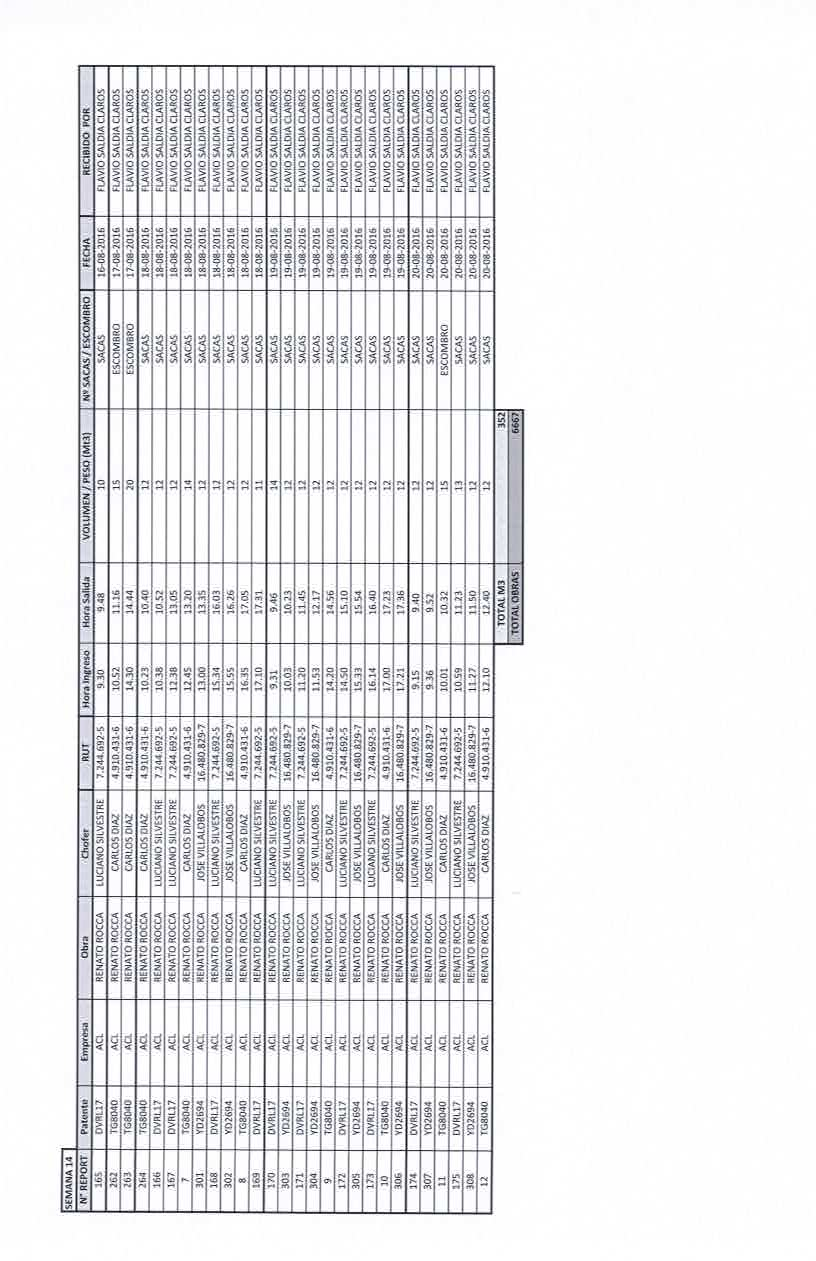 SEMANA 14
N° REPORT Patente Empresa Obra Chofer RUT Hora Ingreso Hora Salida VOLUMEN / PESO (Mt3) Nº SACAS / ESCOMBRO FECHA RECIBIDO POR
165 DVRL17 ACL RENATO ROCCA LUCIANO SILVESTRE 7.244.692-5 9.30 9.48 10 SACAS 16-08-2016 FLAVIO SALDIA CLAROS
262 TG8040 ACL RENATO ROCCA CARLOS DIAZ 4.910.431-6 10.52 11.16 15 ESCOMBRO 17-08-2016 FLAVIO SALDIA CLAROS
263 TG8040 ACL RENATO ROCCA CARLOS DIAZ 4.910.431-6 14.30 14.44 20 ESCOMBRO 17-08-2016 FLAVIO SALDIA CLAROS
264 TG8040 ACL RENATO ROCCA CARLOS DIAZ 4.910.431-6 10.23 10.40 12 SACAS 18-08-2016 FLAVIO SALDIA CLAROS
166 DVRL17 ACL RENATO ROCCA LUCIANO SILVESTRE 7.244.692-5 10.38 10.52 12 SACAS 18-08-2016 FLAVIO SALDIA CLAROS
167 DVRL17 ACL RENATO ROCCA LUCIANO SILVESTRE 7.244.692-5 12.38 13.05 12 SACAS 18-08-2016 FLAVIO SALDIA CLAROS
7 TG8040 ACL RENATO ROCCA CARLOS DIAZ 4.910.431-6 12.45 13.20 14 SACAS 18-08-2016 FLAVIO SALDIA CLAROS
301 YD2694 ACL RENATO ROCCA JOSE VILLALOBOS 16.480.829-7 13.00 13.35 12 SACAS 18-08-2016 FLAVIO SALDIA CLAROS
168 DVRL17 ACL RENATO ROCCA LUCIANO SILVESTRE 7.244.692-5 15.34 16.03 12 SACAS 18-08-2016 FLAVIO SALDIA CLAROS
302 YD2694 ACL RENATO ROCCA JOSE VILLALOBOS 16.480.829-7 15.55 16.26 12 SACAS 18-08-2016 FLAVIO SALDIA CLAROS
8 TG8040 ACL RENATO ROCCA CARLOS DIAZ 4.910.431-6 16.35 17.05 12 SACAS 18-08-2016 FLAVIO SALDIA CLAROS
169 DVRL17 ACL RENATO ROCCA LUCIANO SILVESTRE 7.244.692-5 17.10 17.31 11 SACAS 18-08-2016 FLAVIO SALDIA CLAROS
170 DVRL17 ACL RENATO ROCCA LUCIANO SILVESTRE 7.244.692-5 9.31 9.46 14 SACAS 19-08-2016 FLAVIO SALDIA CLAROS
303 YD2694 ACL RENATO ROCCA JOSE VILLALOBOS 16.480.829-7 10.03 10.23 12 SACAS 19-08-2016 FLAVIO SALDIA CLAROS
171 DVRL17 ACL RENATO ROCCA LUCIANO SILVESTRE 7.244.692-5 11.20 11.45 12 SACAS 19-08-2016 FLAVIO SALDIA CLAROS
304 YD2694 ACL RENATO ROCCA JOSE VILLALOBOS 16.480.829-7 11.53 12.17 12 SACAS 19-08-2016 FLAVIO SALDIA CLAROS
9 TG8040 ACL RENATO ROCCA CARLOS DIAZ 4.910.431-6 14.20 14.56 12 SACAS 19-08-2016 FLAVIO SALDIA CLAROS
172 DVRL17 ACL RENATO ROCCA LUCIANO SILVESTRE 7.244.692-5 14.50 15.10 12 SACAS 19-08-2016 FLAVIO SALDIA CLAROS
305 YD2694 ACL RENATO ROCCA JOSE VILLALOBOS 16.480.829-7 15.33 15.54 12 SACAS 19-08-2016 FLAVIO SALDIA CLAROS
173 DVRL17 ACL RENATO ROCCA LUCIANO SILVESTRE 7.244.692-5 16.14 16.40 12 SACAS 19-08-2016 FLAVIO SALDIA CLAROS
10 TG8040 ACL RENATO ROCCA CARLOS DIAZ 4.910.431-6 17.00 17.23 12 SACAS 19-08-2016 FLAVIO SALDIA CLAROS
306 YD2694 ACL RENATO ROCCA JOSE VILLALOBOS 16.480.829-7 17.21 17.36 12 SACAS 19-08-2016 FLAVIO SALDIA CLAROS
174 DVRL17 ACL RENATO ROCCA LUCIANO SILVESTRE 7.244.692-5 9.15 9.40 12 SACAS 20-08-2016 FLAVIO SALDIA CLAROS
307 YD2694 ACL RENATO ROCCA JOSE VILLALOBOS 16.480.829-7 9.36 9.52 12 SACAS 20-08-2016 FLAVIO SALDIA CLAROS
11 TG8040 ACL RENATO ROCCA CARLOS DIAZ 4.910.431-6 10.01 10.32 15 ESCOMBRO 20-08-2016 FLAVIO SALDIA CLAROS
175 DVRL17 ACL RENATO ROCCA LUCIANO SILVESTRE 7.244.692-5 10.59 11.23 13 SACAS 20-08-2016 FLAVIO SALDIA CLAROS
308 YD2694 ACL RENATO ROCCA JOSE VILLALOBOS 16.480.829-7 11.27 11.50 12 SACAS 20-08-2016 FLAVIO SALDIA CLAROS
12 TG8040 ACL RENATO ROCCA CARLOS DIAZ 4.910.431-6 12.10 12.40 12 SACAS 20-08-2016 FLAVIO SALDIA CLAROS
TOTAL M3 352
TOTAL OBRAS 6667